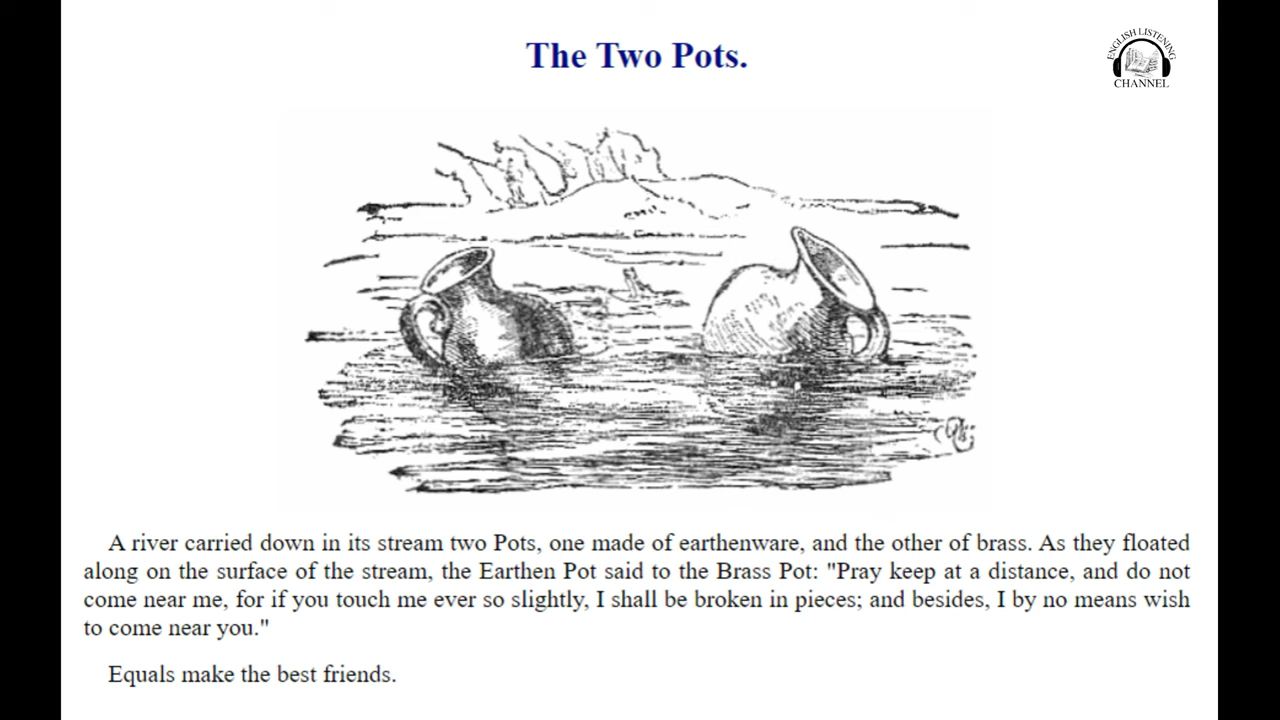 The Two Pots.
ENGLISH LISTENING
CHANNEL
A river carried down in its stream two Pots, one made of earthenware, and the other of brass. As they floated
along on the surface of the stream, the Earthen Pot said to the Brass Pot: "Pray keep at a distance, and do not
come near me, for if you touch me ever so slightly, I shall be broken in pieces; and besides, I by no means wish
to come near you."
Equals make the best friends.